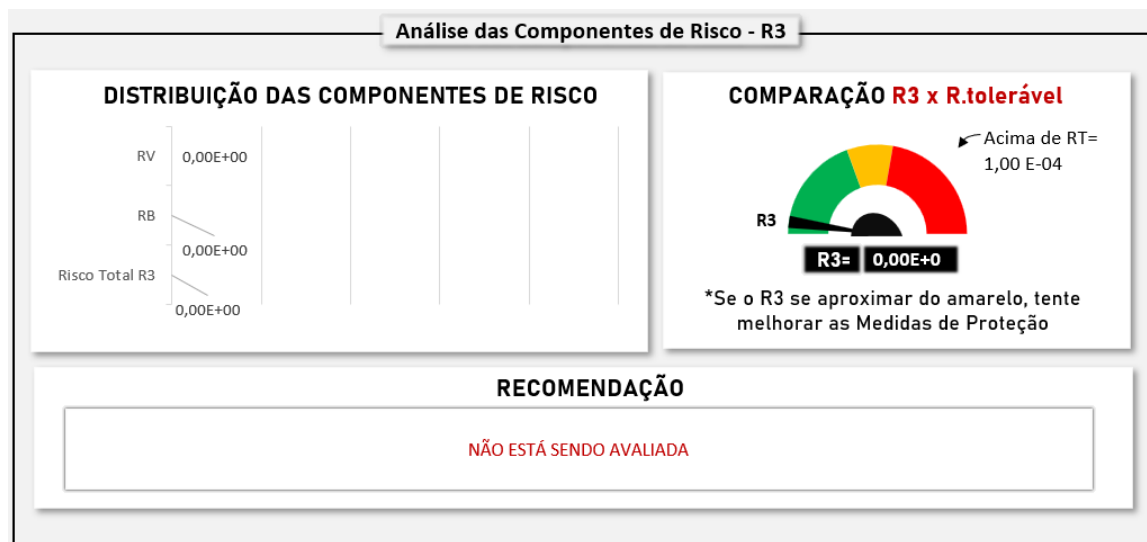 Análise das Componentes de Risco - R3
DISTRIBUIÇÃO DAS COMPONENTES DE RISCO
RV
0,00E+00
RB
0,00E+00
Risco Total R3
0,00E+00
COMPARAÇÃO R3 x R.tolerável
Acima de RT=
1,00 E-04
R3
R3= 0,00E+0
*Se o R3 se aproximar do amarelo, tente
melhorar as Medidas de Proteção
RECOMENDAÇÃO
NÃO ESTÁ SENDO AVALIADA